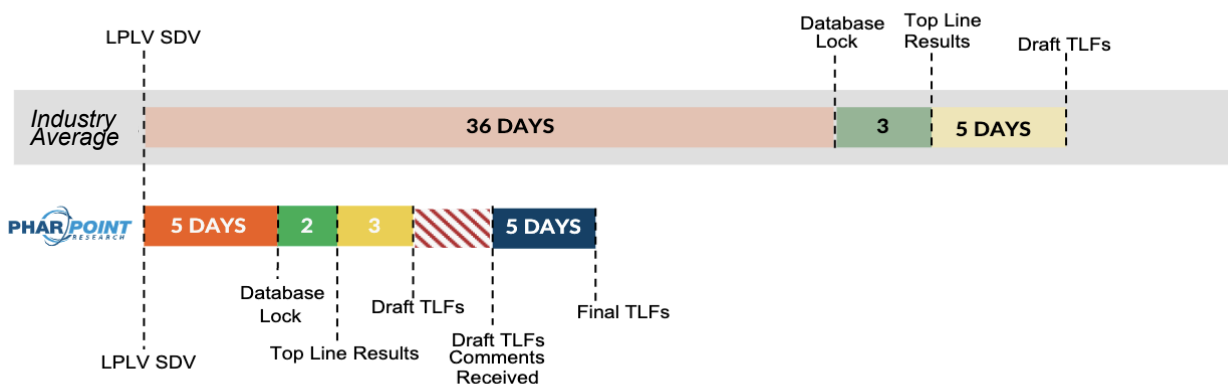 LPLV SDV
Database
Lock
Top Line
Results
Draft TLFs
Industry
Average
36 DAYS
3
5 DAYS
PHARPOINT
RESEARCH
5 DAYS
2
3
5 DAYS
Database
Lock
Draft TLFs
Final TLFs
LPLV SDV
Top Line Results
Draft TLFs
Comments
Received